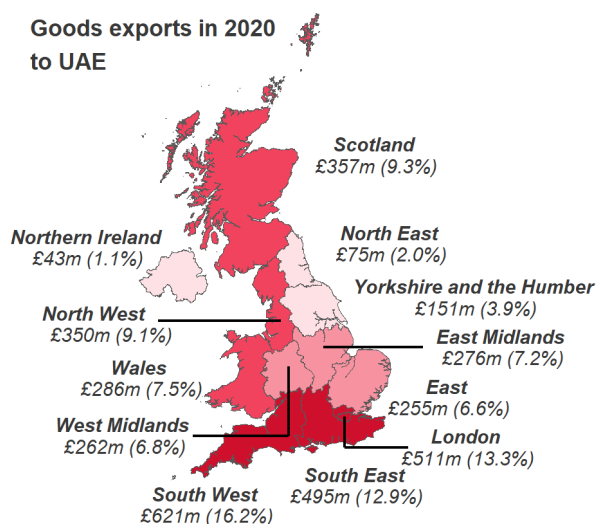 Goods exports in 2020
to UAE
Scotland
£357m (9.3%)
Northern Ireland
£43m (1.1%)
North East
£75m (2.0%)
Yorkshire and the Humber
£151m (3.9%)
North West
£350m (9.1%)
East Midlands
£276m (7.2%)
Wales
£286m (7.5%)
East
£255m (6.6%)
West Midlands
£262m (6.8%)
London
£511m (13.3%)
South East
£495m (12.9%)
South West
£621m (16.2%)